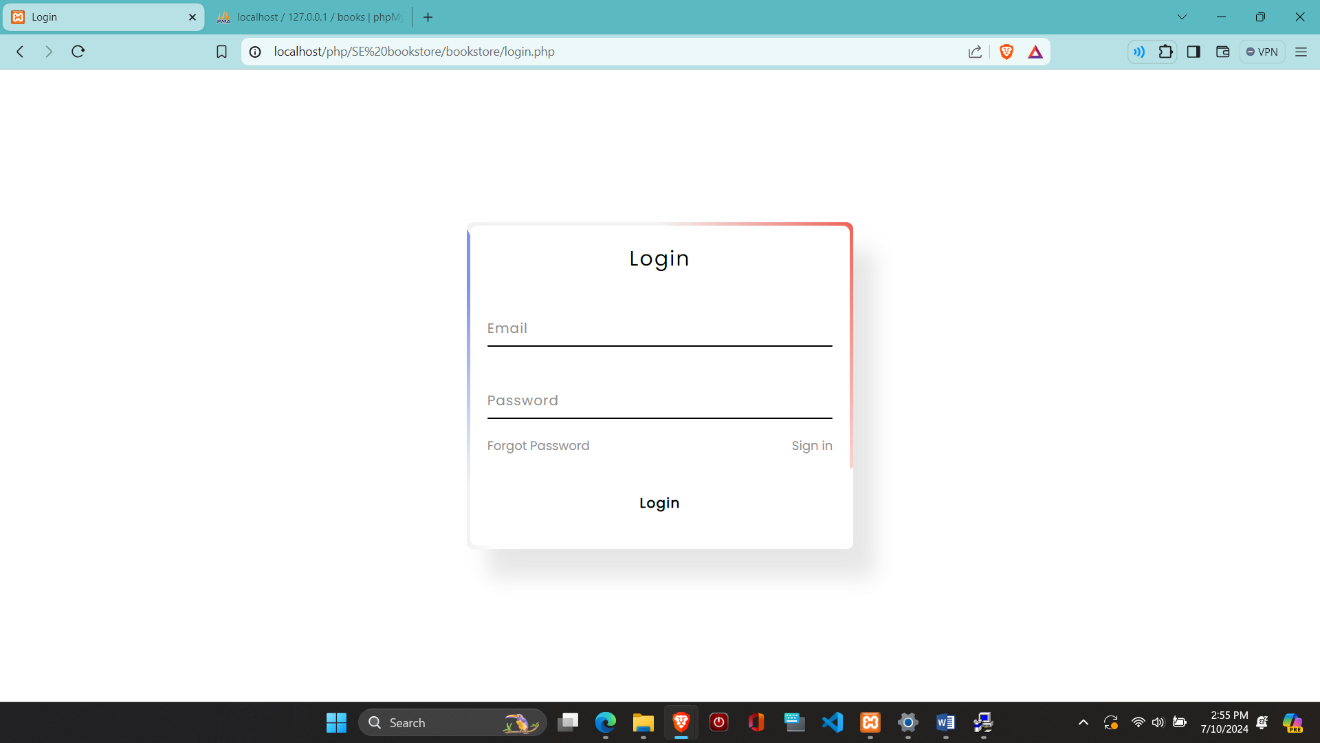 Login
localhost / 127.0.0.1 / books | phpM
localhost/php/SE%20bookstore/bookstore/login.php
VPN
Login
Email
Password
Forgot Password
Sign in
Login
Search
2:55 PM
7/10/2024
PRE